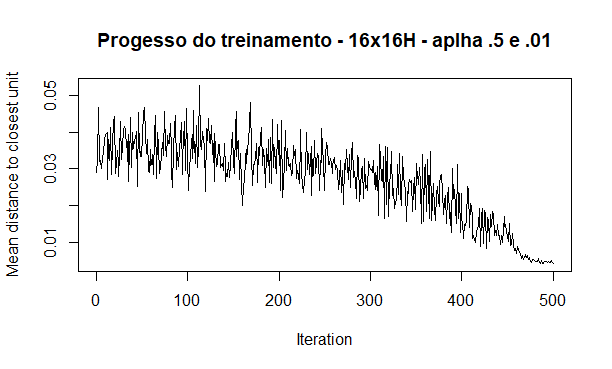 Progesso do treinamento - 16x16H - aplha .5 e .01
Mean distance to closest unit
0.05
0.03
0.01
0 100 200 300 400 500
Iteration